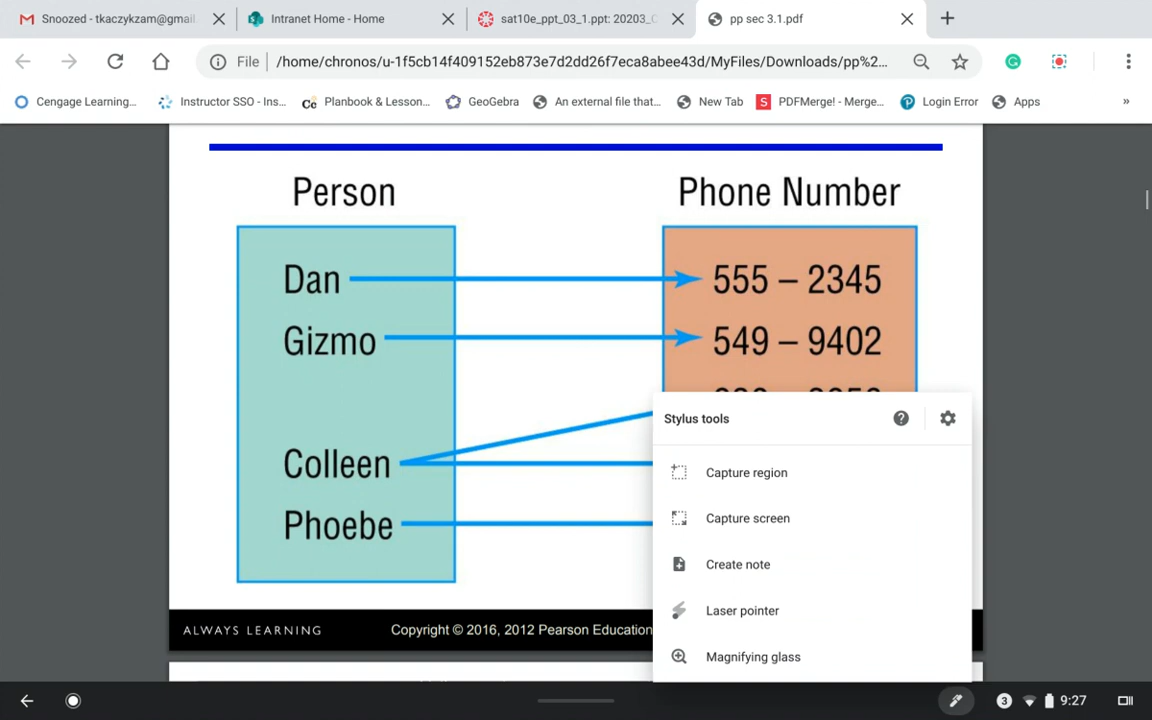 Snoozed - tkaczykzam@gmail
Intranet Home - Home
sat10e_ppt_03_1.ppt: 20203_C
pp sec 3.1.pdf
File /home/chronos/u-1f5cb14f409152eb873e7d2dd26f7eca8abee43d/MyFiles/Downloads/pp%2...
Cengage Learning... Instructor SSO - Ins... Cc Planbook & Lesson... GeoGebra An external file that... New Tab S PDFMerge! - Merge... Login Error Apps »
Person Phone Number
Dan 555 – 2345
Gizmo 549 – 9402
Colleen
Phoebe
Stylus tools
Capture region
Capture screen
Create note
Laser pointer
Magnifying glass
ALWAYS LEARNING Copyright © 2016, 2012 Pearson Education
3 9:27